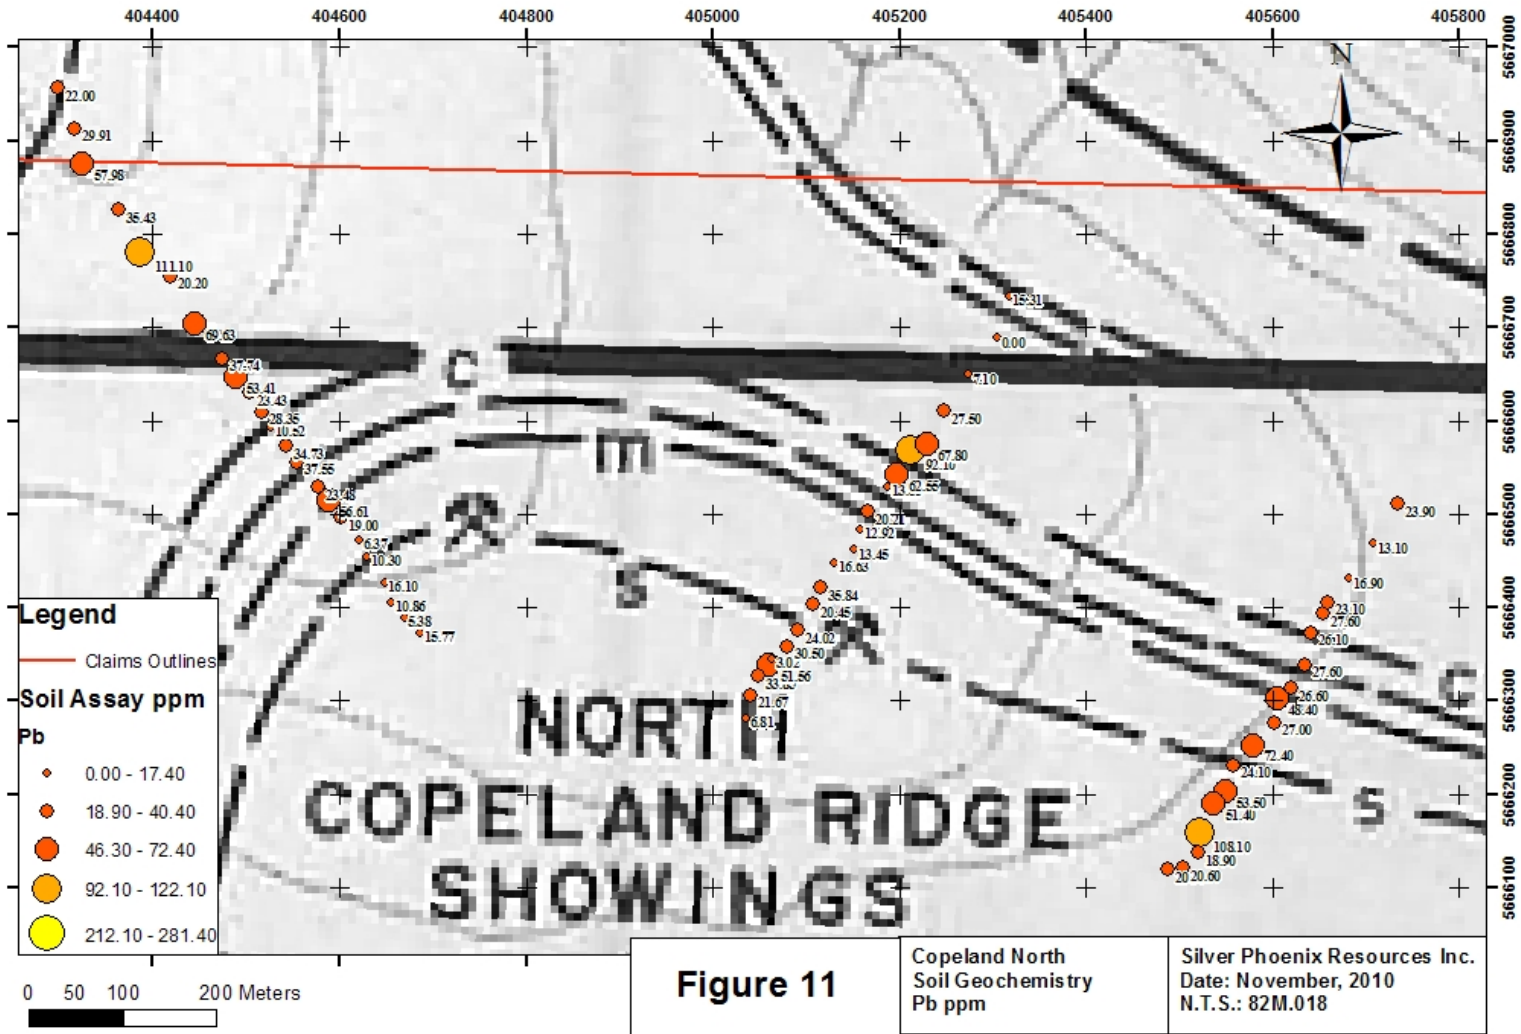 404400 404600 404800 405000 405200 405400 405600 405800
5667000
5666900
5666800
5666700
5666600
5666500
5666400
5666300
5666200
5666100
N
22.00
29.91
57.98
35.43
111.10
20.20
69.63
37.74
53.41
23.43
28.35
10.52
34.73
37.55
23.48
56.61
19.00
6.37
10.30
16.10
10.86
5.38
15.77
15.31
0.00
7.10
27.50
67.80
92.10
62.55
20.21
12.92
13.45
16.63
35.84
20.45
24.02
30.50
3.02
51.56
21.67
6.81
23.90
13.10
16.90
23.10
27.60
26.10
27.60
26.60
48.40
27.00
72.40
24.10
53.50
51.40
108.10
18.90
20.60
20
C
m
S
C
S
NORTH
COPELAND RIDGE
SHOWINGS
Legend
Claims Outlines
Soil Assay ppm
Pb
0.00 - 17.40
18.90 - 40.40
46.30 - 72.40
92.10 - 122.10
212.10 - 281.40
0 50 100 200 Meters
Figure 11
Copeland North
Soil Geochemistry
Pb ppm
Silver Phoenix Resources Inc.
Date: November, 2010
N.T.S.: 82M.018